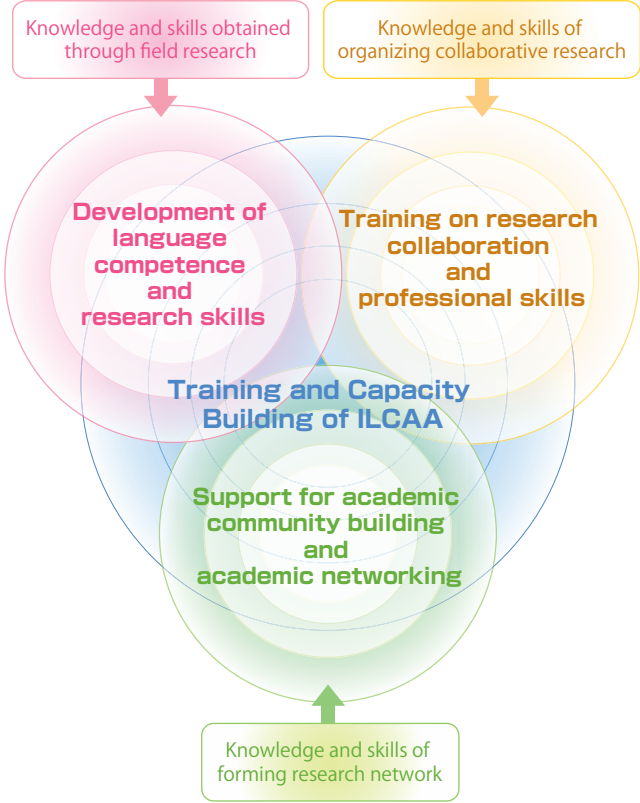 Knowledge and skills obtained
through field research
Knowledge and skills of
organizing collaborative research
Development of
language
competence
and
research skills
Training on research
collaboration
and
professional skills
Training and Capacity
Building of ILCAA
Support for academic
community building
and
academic networking
Knowledge and skills of
forming research network